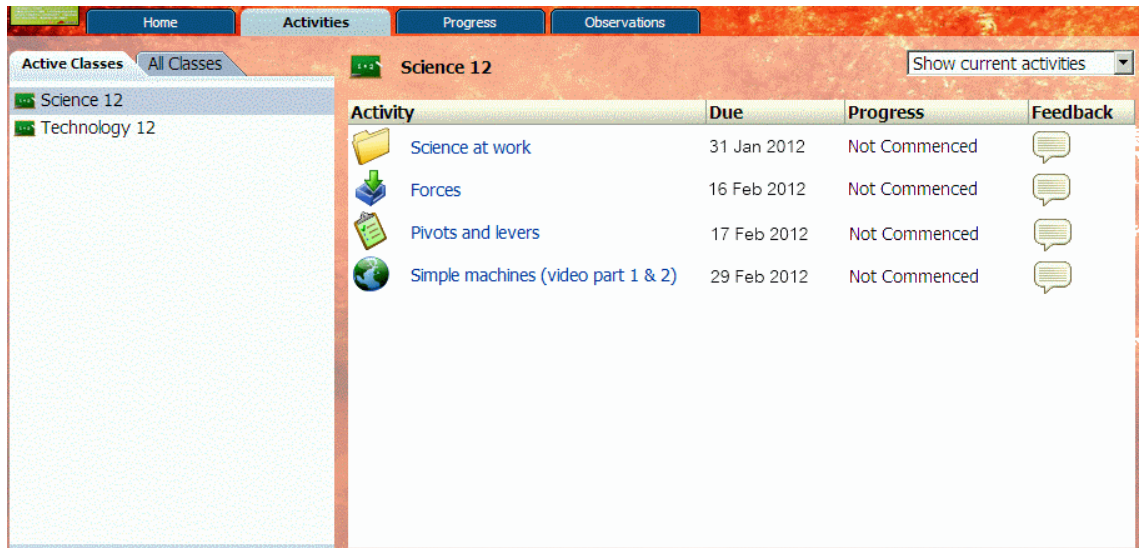 Home Activities Progress Observations
Active Classes All Classes
Science 12
Technology 12
Science 12 Show current activities
Activity Due Progress Feedback
Science at work 31 Jan 2012 Not Commenced
Forces 16 Feb 2012 Not Commenced
Pivots and levers 17 Feb 2012 Not Commenced
Simple machines (video part 1 & 2) 29 Feb 2012 Not Commenced